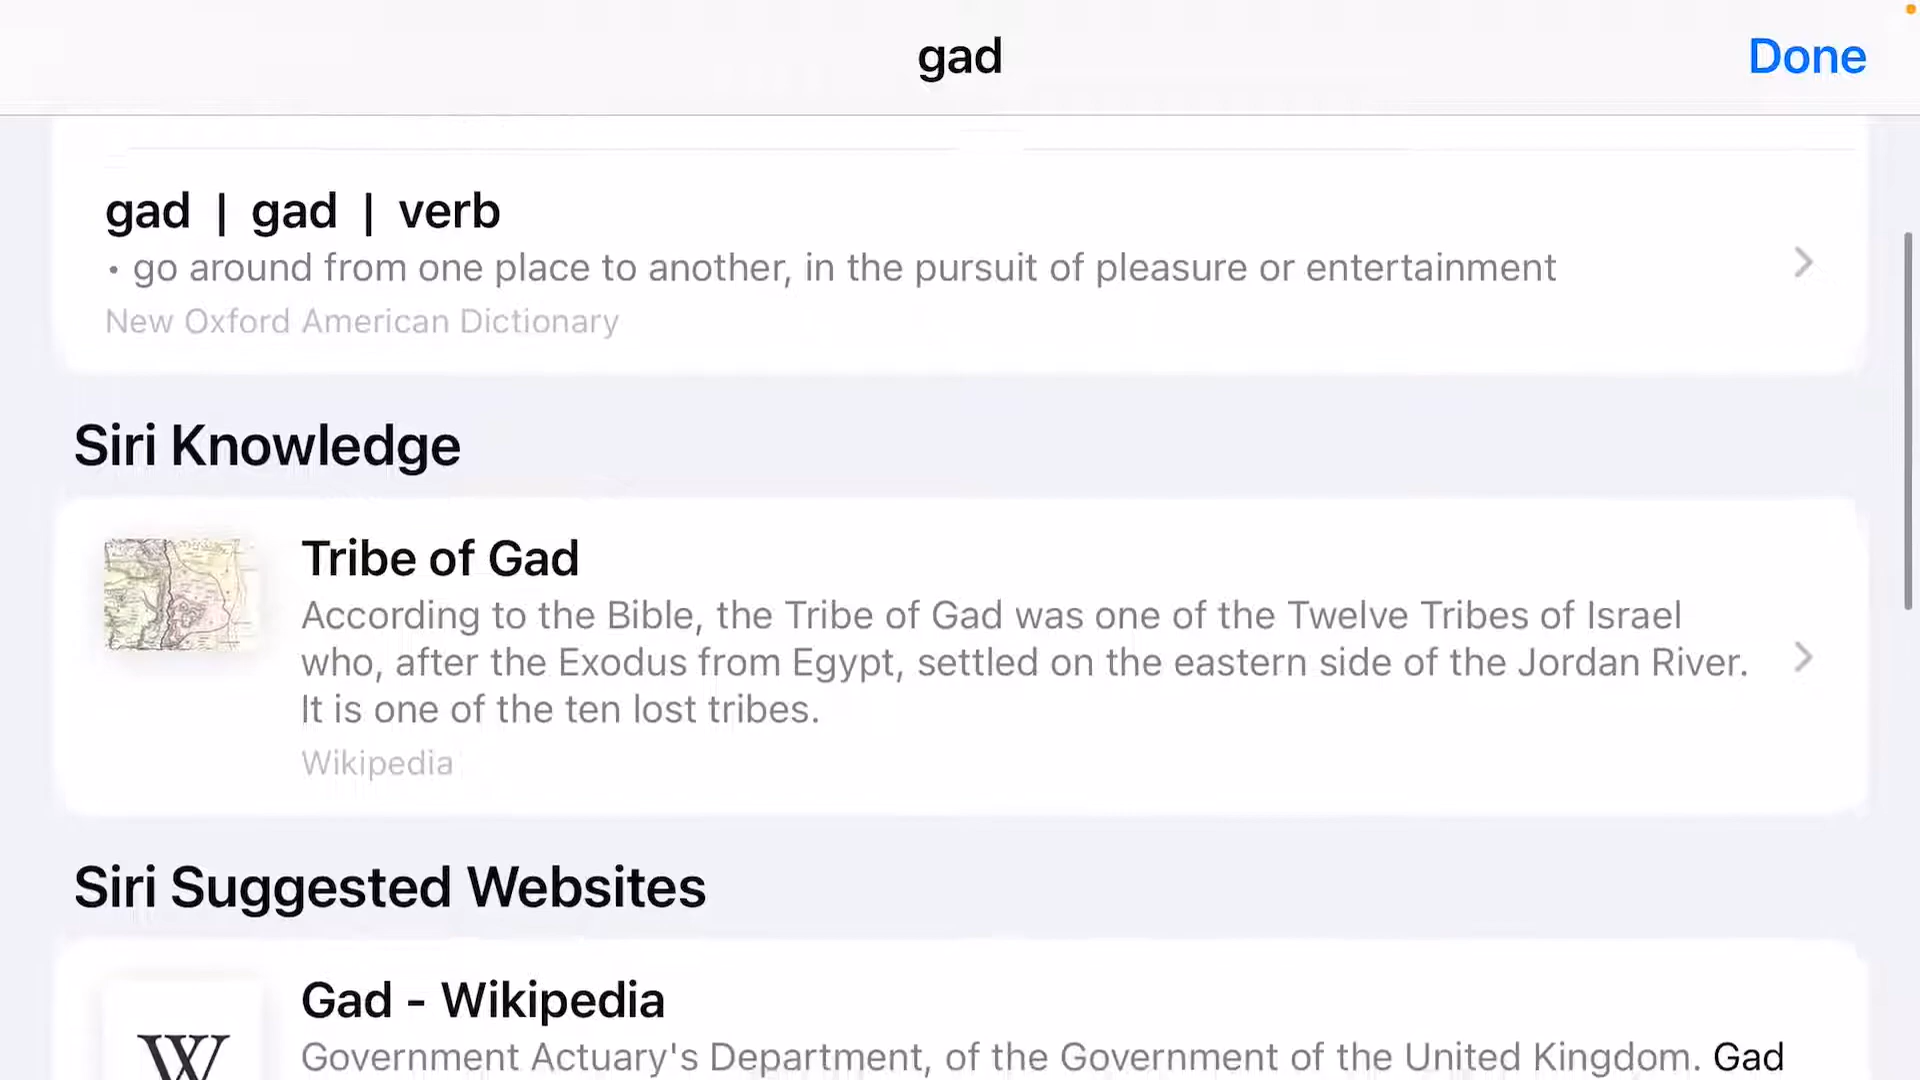 gad
Done
gad | gad | verb
• go around from one place to another, in the pursuit of pleasure or entertainment
New Oxford American Dictionary
Siri Knowledge
Tribe of Gad
According to the Bible, the Tribe of Gad was one of the Twelve Tribes of Israel
who, after the Exodus from Egypt, settled on the eastern side of the Jordan River.
It is one of the ten lost tribes.
Wikipedia
Siri Suggested Websites
Gad - Wikipedia
W
Government Actuary's Department, of the Government of the United Kingdom. Gad